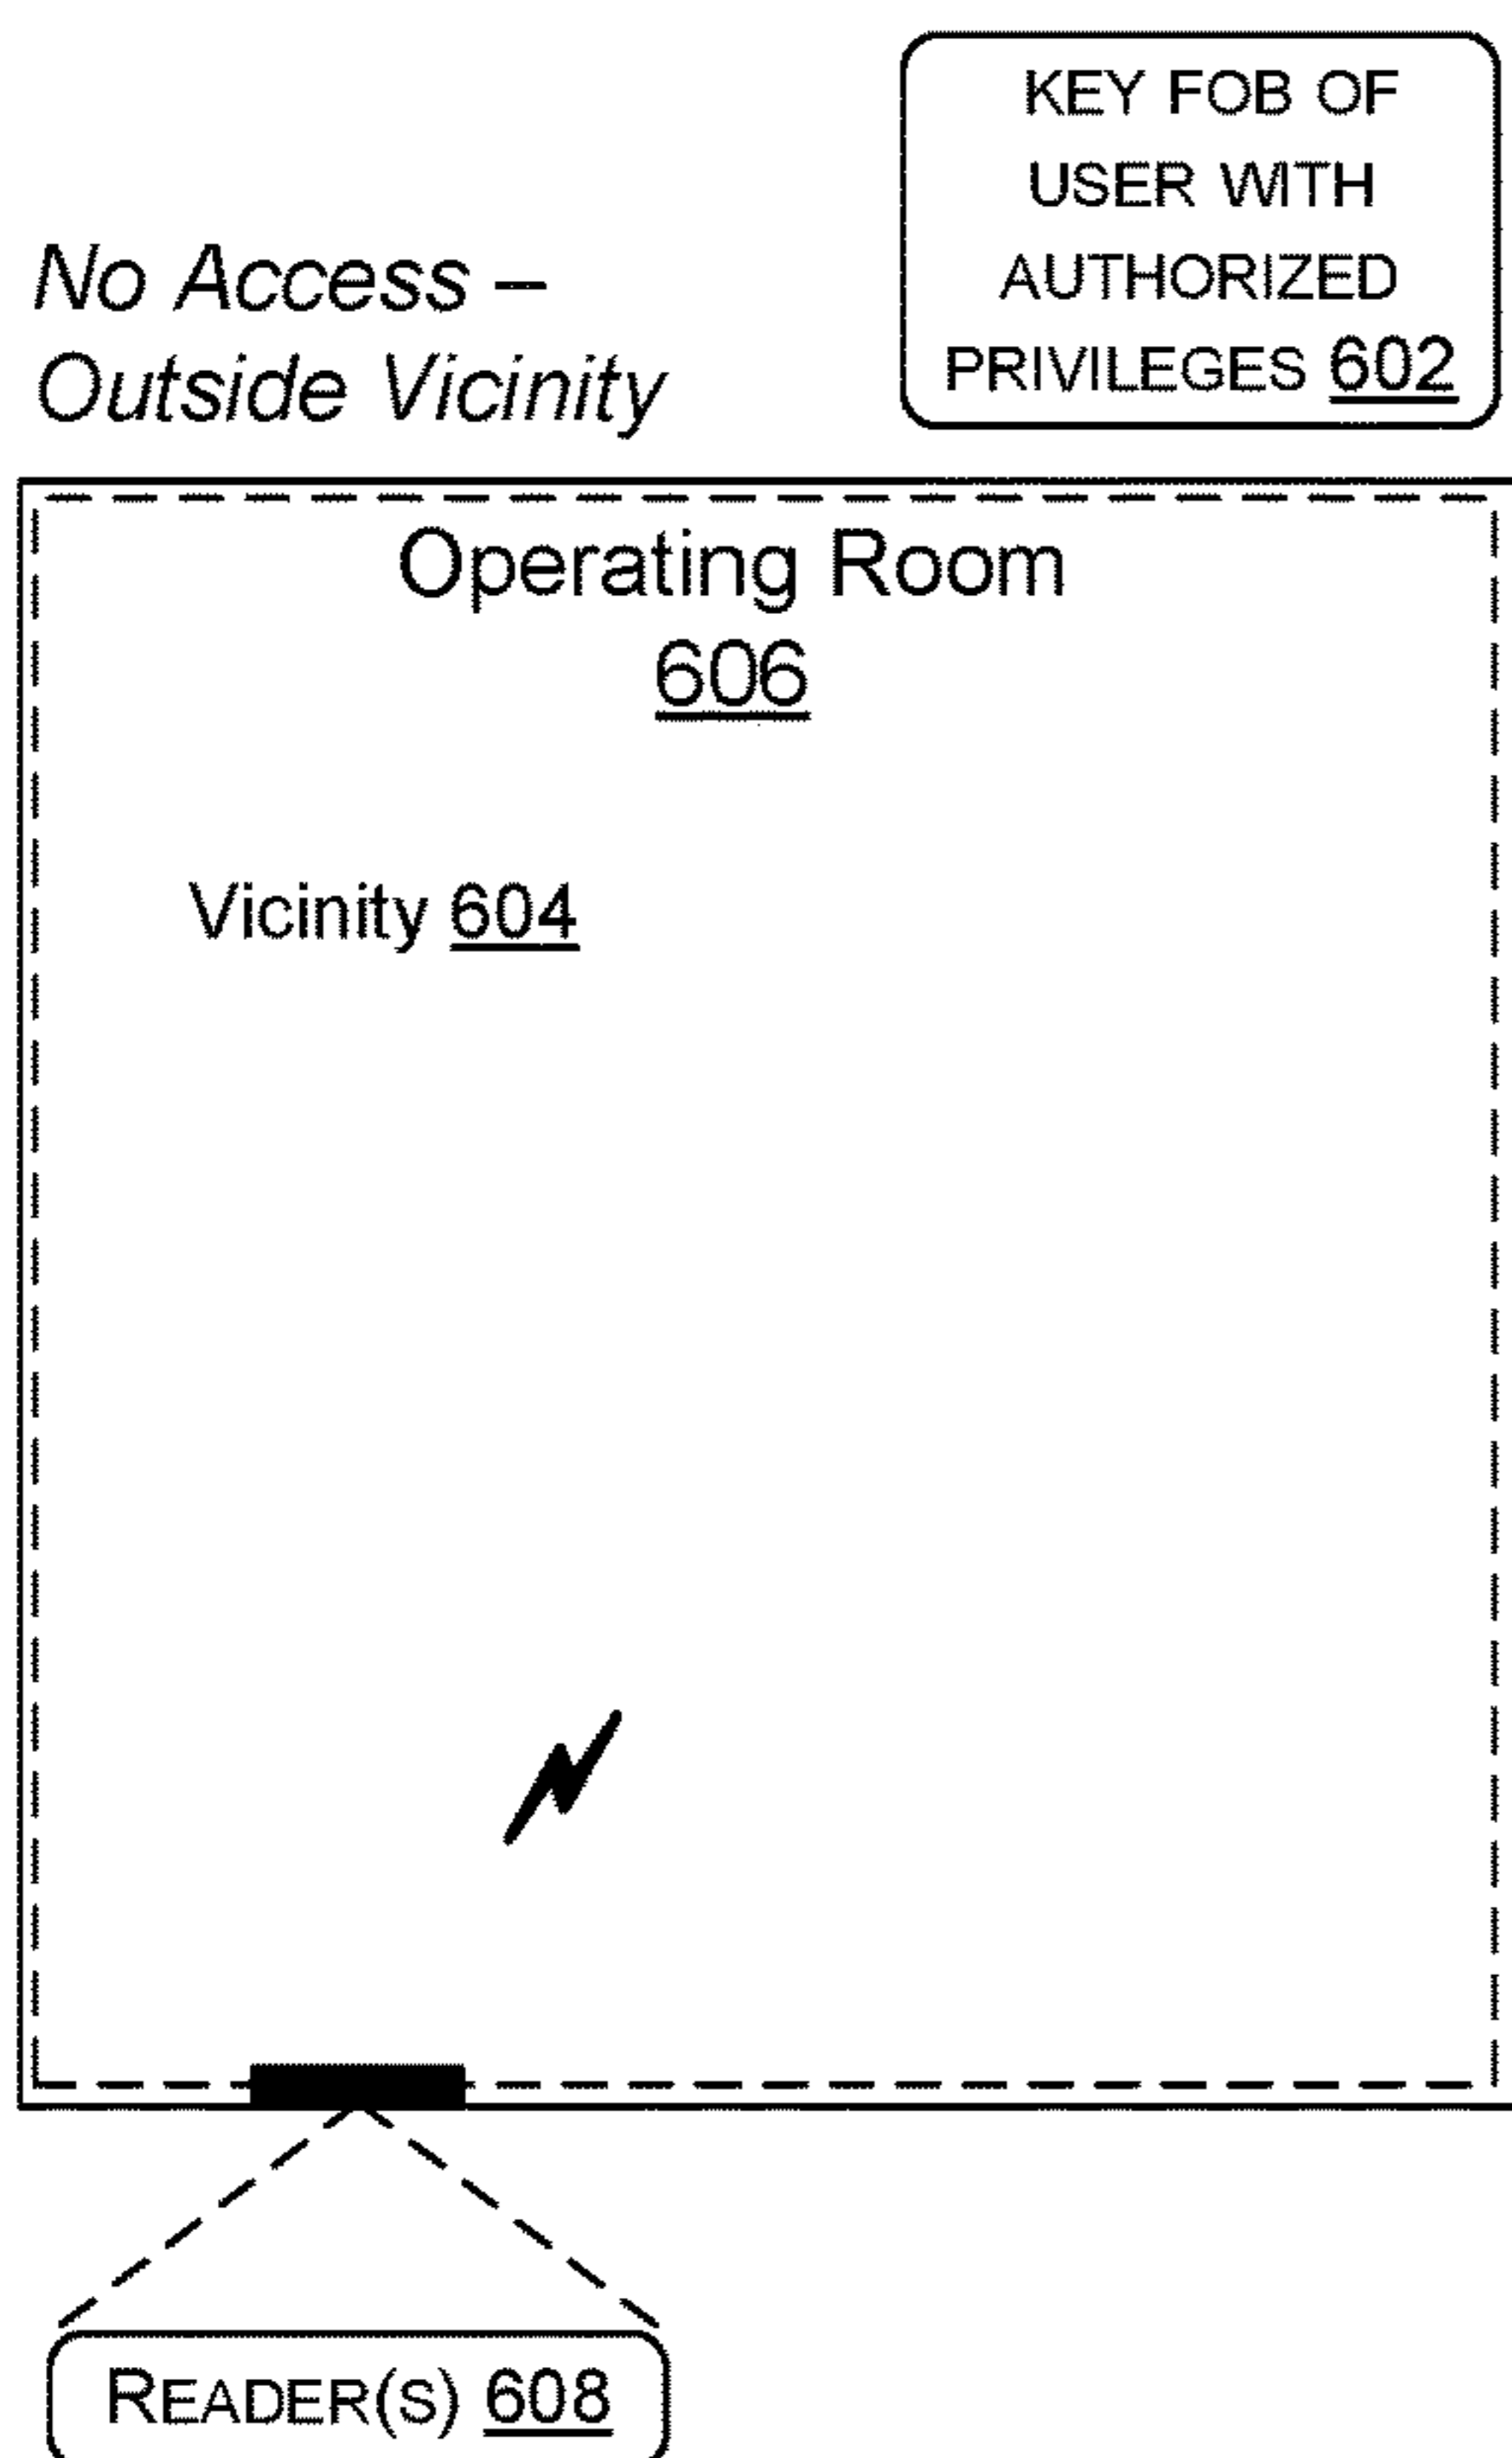 KEY FOB OF
USER WITH
AUTHORIZED
PRIVILEGES 602
No Access –
Outside Vicinity
Operating Room
606
Vicinity 604
READER(S) 608